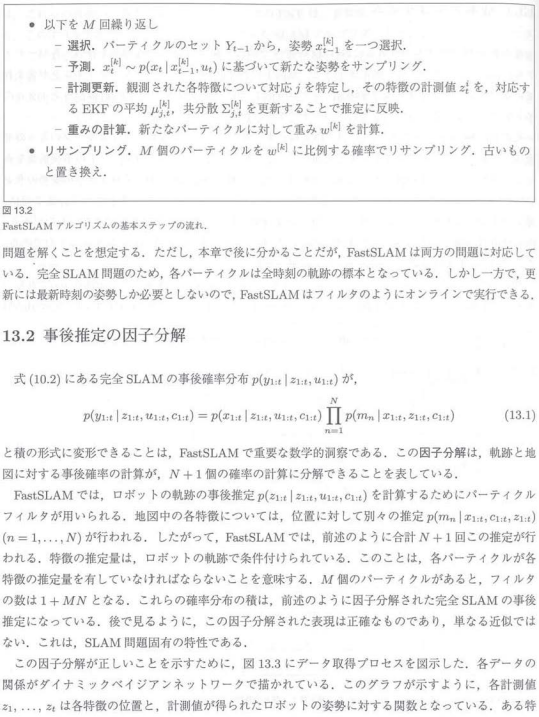 • 以下を M 回繰り返し
– 選択．パーティクルのセット Y_{t−1} から，姿勢 x_{t−1}^{[k]} を一つ選択．
– 予測．x_t^{[k]} ∼ p(x_t | x_{t−1}^{[k]}, u_t) に基づいて新たな姿勢をサンプリング．
– 計測更新．観測された各特徴について対応 j を特定し，その特徴の計測値 z_t^i を，対応す
る EKF の平均 μ_{j,t}^{[k]}，共分散 Σ_{j,t}^{[k]} を更新することで推定に反映．
– 重みの計算．新たなパーティクルに対して重み w^{[k]} を計算．
• リサンプリング．M 個のパーティクルを w^{[k]} に比例する確率でリサンプリング．古いもの
と置き換え．
図 13.2
FastSLAM アルゴリズムの基本ステップの流れ．
問題を解くことを想定する．ただし，本章で後に分かることだが，FastSLAM は両方の問題に対応して
いる．完全 SLAM 問題のため，各パーティクルは全時刻の軌跡の標本となっている．しかし一方で，更
新には最新時刻の姿勢しか必要としないので，FastSLAM はフィルタのようにオンラインで実行できる．
13.2 事後推定の因子分解
式 (10.2) にある完全 SLAM の事後確率分布 p(y_{1:t} | z_{1:t}, u_{1:t}) が，
p(y_{1:t} | z_{1:t}, u_{1:t}, c_{1:t}) = p(x_{1:t} | z_{1:t}, u_{1:t}, c_{1:t}) ∏_{n=1}^{N} p(m_n | x_{1:t}, z_{1:t}, c_{1:t}) (13.1)
と積の形式に変形できることは，FastSLAM で重要な数学的洞察である．この因子分解は，軌跡と地
図に対する事後確率の計算が，N + 1 個の確率の計算に分解できることを表している．
FastSLAM では，ロボットの軌跡の事後推定 p(z_{1:t} | z_{1:t}, u_{1:t}, c_{1:t}) を計算するためにパーティクル
フィルタが用いられる．地図中の各特徴については，位置に対して別々の推定 p(m_n | x_{1:t}, c_{1:t}, z_{1:t})
(n = 1, . . . , N) が行われる．したがって，FastSLAM では，前述のように合計 N + 1 回この推定が行
われる．特徴の推定量は，ロボットの軌跡で条件付けられている．このことは，各パーティクルが各
特徴の推定量を有していなければならないことを意味する．M 個のパーティクルがあると，フィルタ
の数は 1 + MN となる．これらの確率分布の積は，前述のように因子分解された完全 SLAM の事後
推定になっている．後で見るように，この因子分解された表現は正確なものであり，単なる近似では
ない．これは，SLAM 問題固有の特性である．
この因子分解が正しいことを示すために，図 13.3 にデータ取得プロセスを図示した．各データの
関係がダイナミックベイジアンネットワークで描かれている．このグラフが示すように，各計測値
z_1, . . . , z_t は各特徴の位置と，計測値が得られたロボットの姿勢に対する関数となっている．ある特